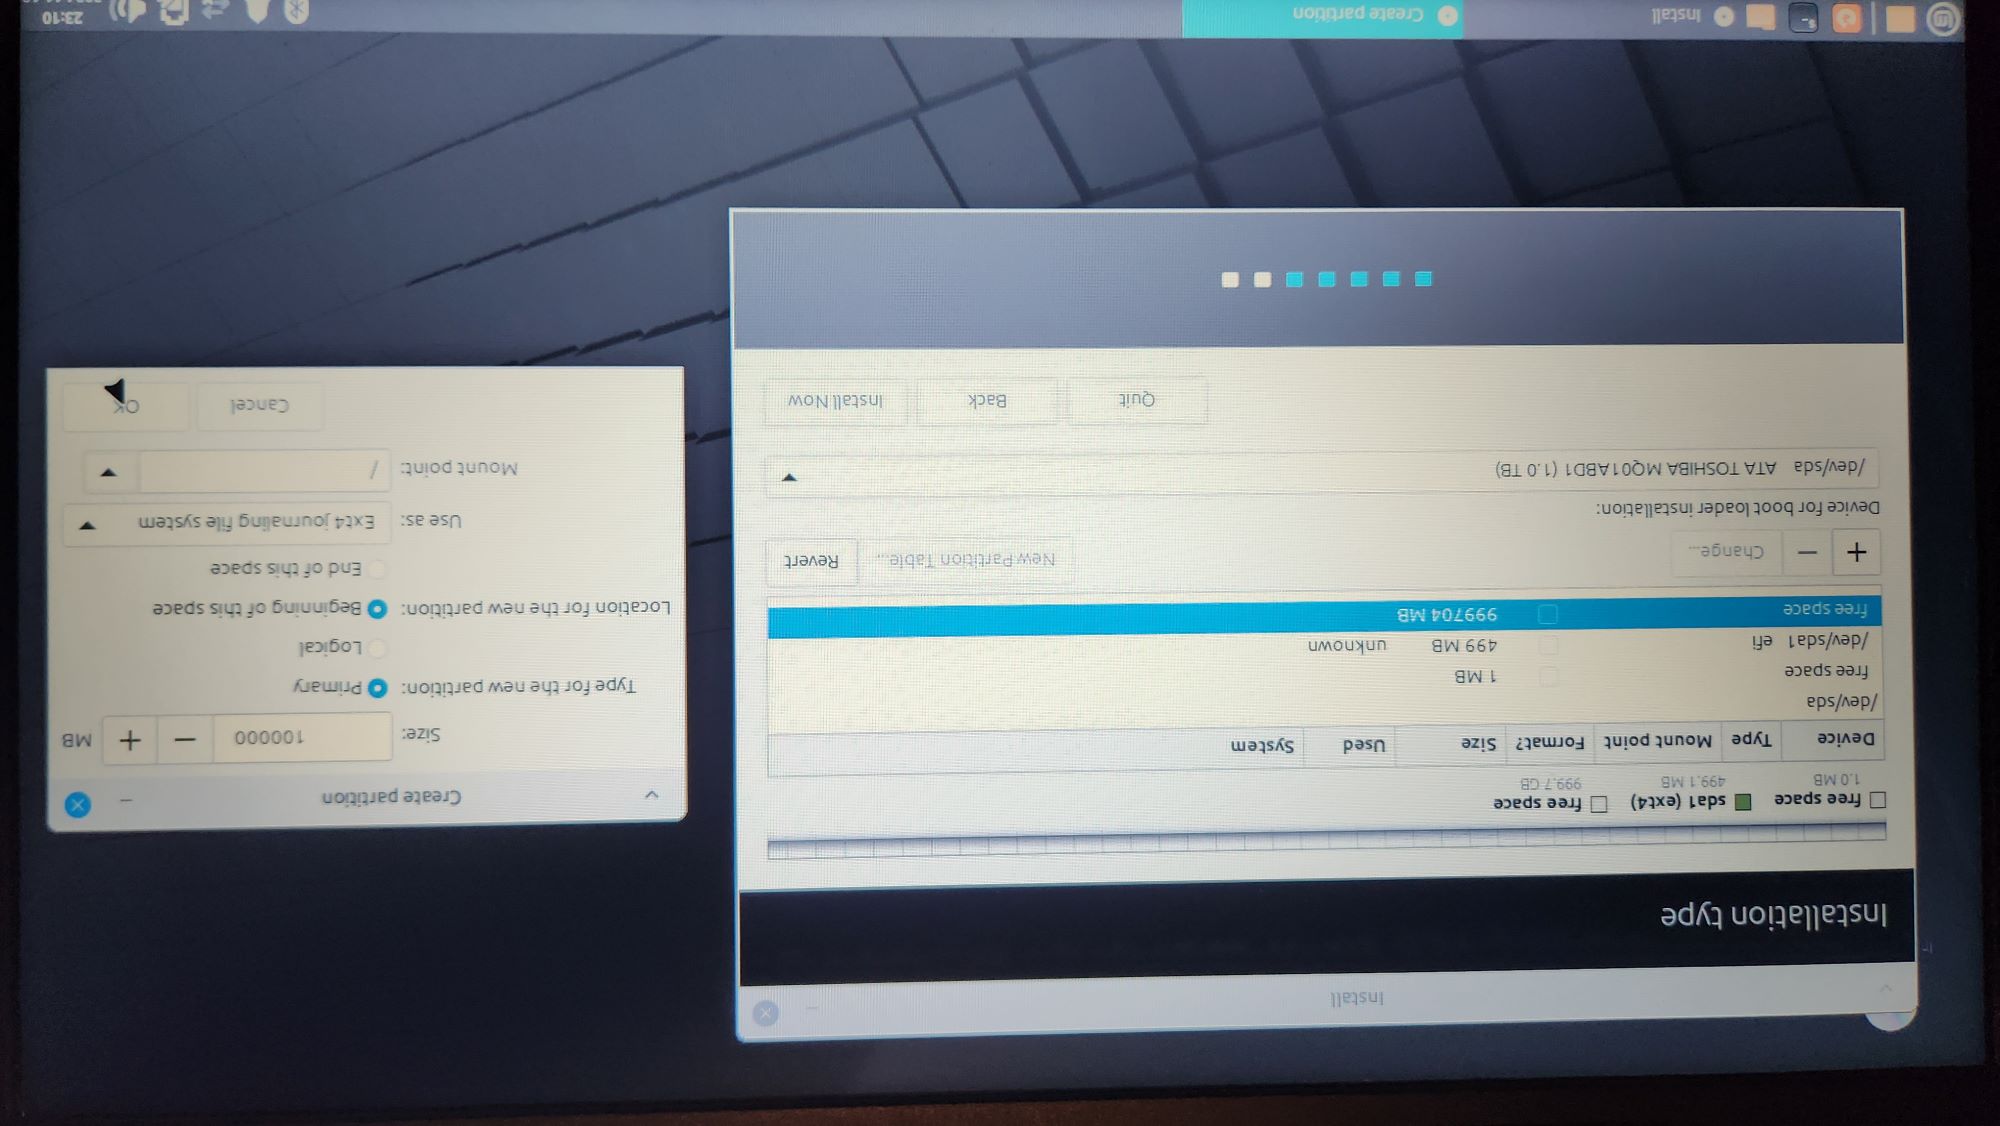 Install
Installation type
free space sda1 (ext4) free space
1.0 MB 499.1 MB 999.7 GB
Device Type Mount point Format? Size Used System
/dev/sda
free space 1 MB
/dev/sda1 efi 499 MB unknown
free space 999704 MB
+ − Change... New Partition Table... Revert
Device for boot loader installation:
/dev/sda ATA TOSHIBA MQ01ABD1 (1.0 TB)
Quit Back Install Now
Create partition
Size: 100000 − + MB
Type for the new partition: Primary
Logical
Location for the new partition: Beginning of this space
End of this space
Use as: Ext4 journaling file system
Mount point: /
Cancel OK
Install Create partition 23:10